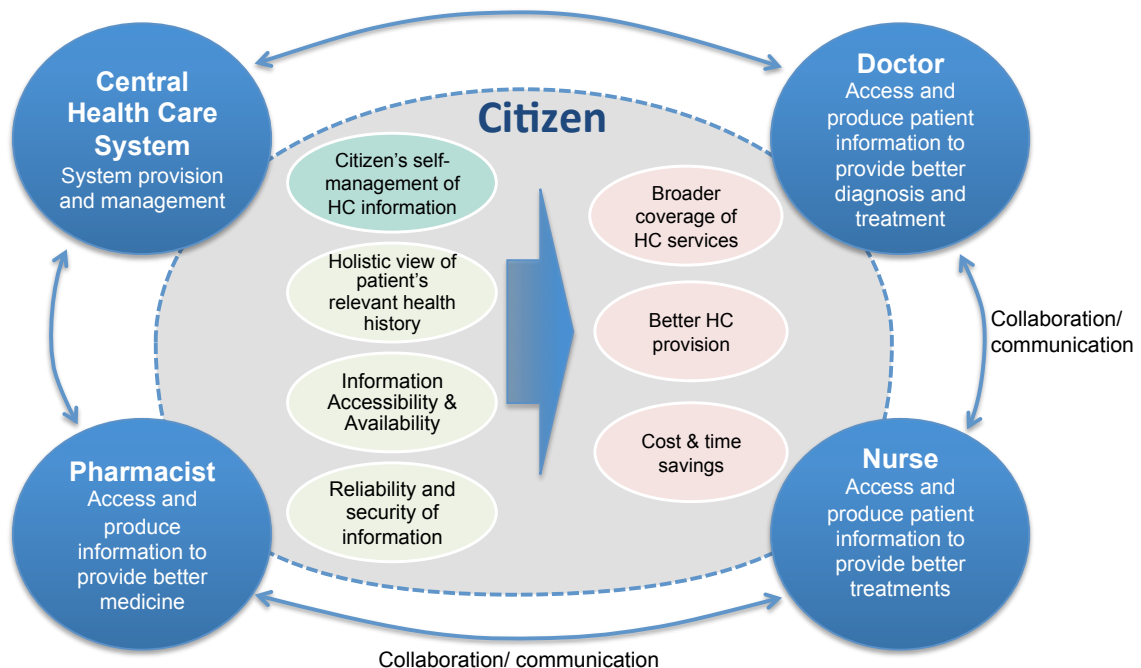 Central
Health Care
System
System provision
and management
Doctor
Access and
produce patient
information to
provide better
diagnosis and
treatment
Citizen
Citizen's self-
management of
HC information
Holistic view of
patient's
relevant health
history
Information
Accessibility &
Availability
Reliability and
security of
information
Broader
coverage of
HC services
Better HC
provision
Cost & time
savings
Collaboration/
communication
Pharmacist
Access and
produce
information to
provide better
medicine
Nurse
Access and
produce patient
information to
provide better
treatments
Collaboration/ communication